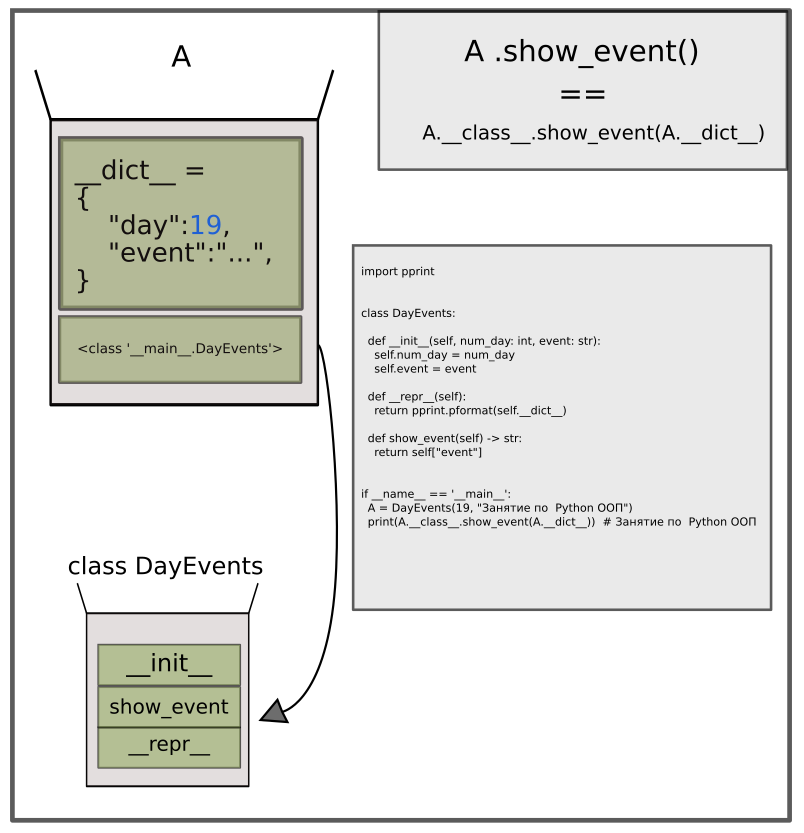 A
__dict__ =
{
"day":19,
"event":"...",
}
<class '__main__.DayEvents'>
A .show_event()
==
A.__class__.show_event(A.__dict__)
import pprint
class DayEvents:
def __init__(self, num_day: int, event: str):
self.num_day = num_day
self.event = event
def __repr__(self):
return pprint.pformat(self.__dict__)
def show_event(self) -> str:
return self["event"]
if __name__ == '__main__':
A = DayEvents(19, "Занятие по  Python ООП")
print(A.__class__.show_event(A.__dict__))  # Занятие по  Python ООП
class DayEvents
__init__
show_event
__repr__